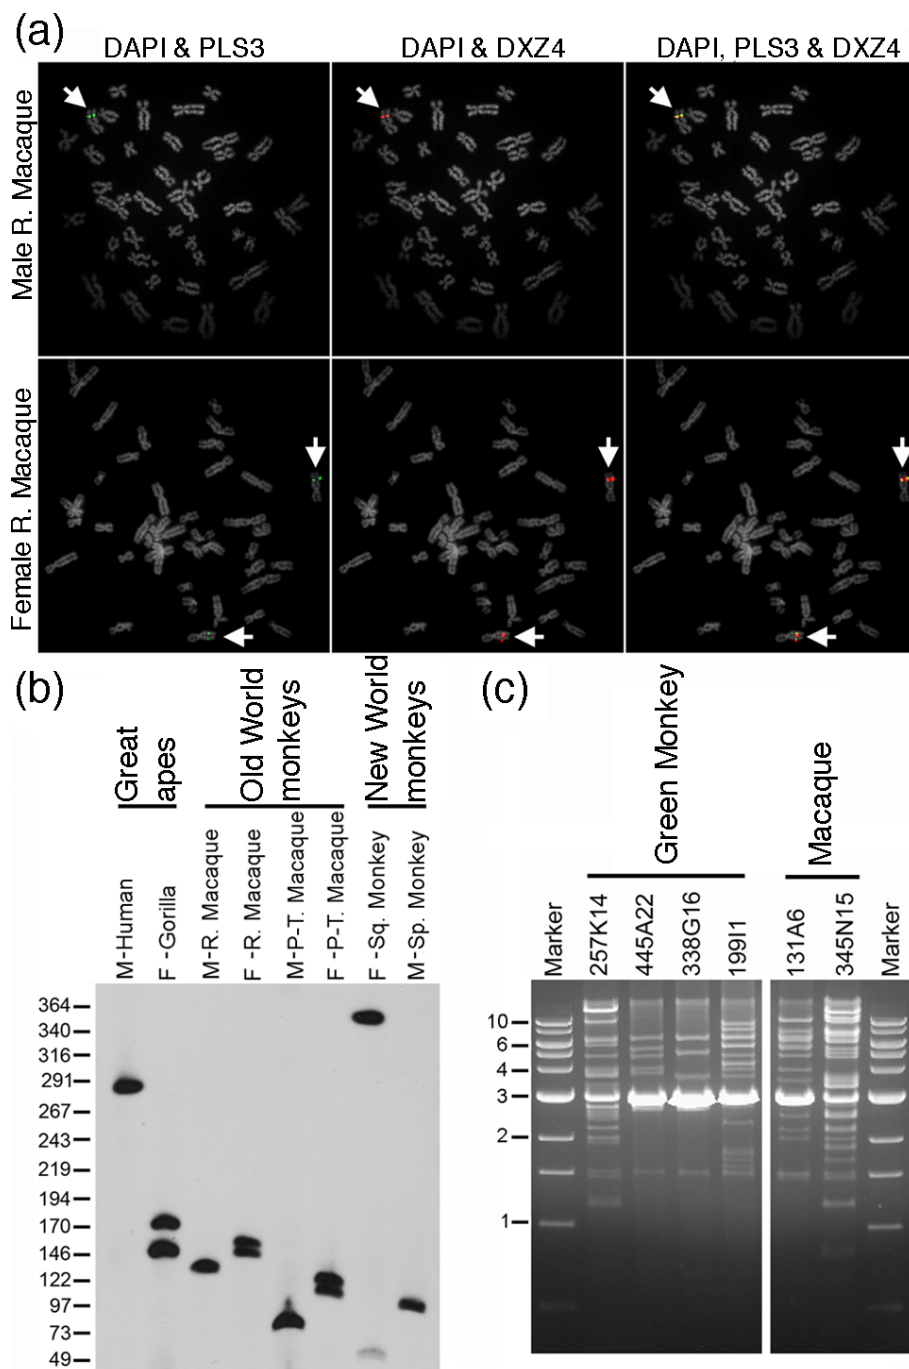 (a)
DAPI & PLS3
DAPI & DXZ4
DAPI, PLS3 & DXZ4
Male R. Macaque
Female R. Macaque
(b)
Great apes
Old World monkeys
New World monkeys
M-Human
F -Gorilla
M-R. Macaque
F -R. Macaque
M-P-T. Macaque
F -P-T. Macaque
F -Sq. Monkey
M-Sp. Monkey
364
340
316
291
267
243
219
194
170
146
122
97
73
49
(c)
Green Monkey
Macaque
Marker
257K14
445A22
338G16
199I1
131A6
345N15
Marker
10
6
4
3
2
1